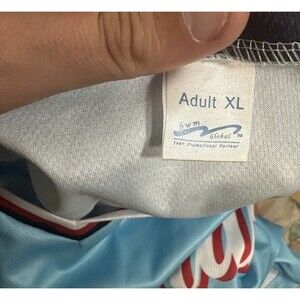 Adult XL
Swm
Global
Your Promotional Partner